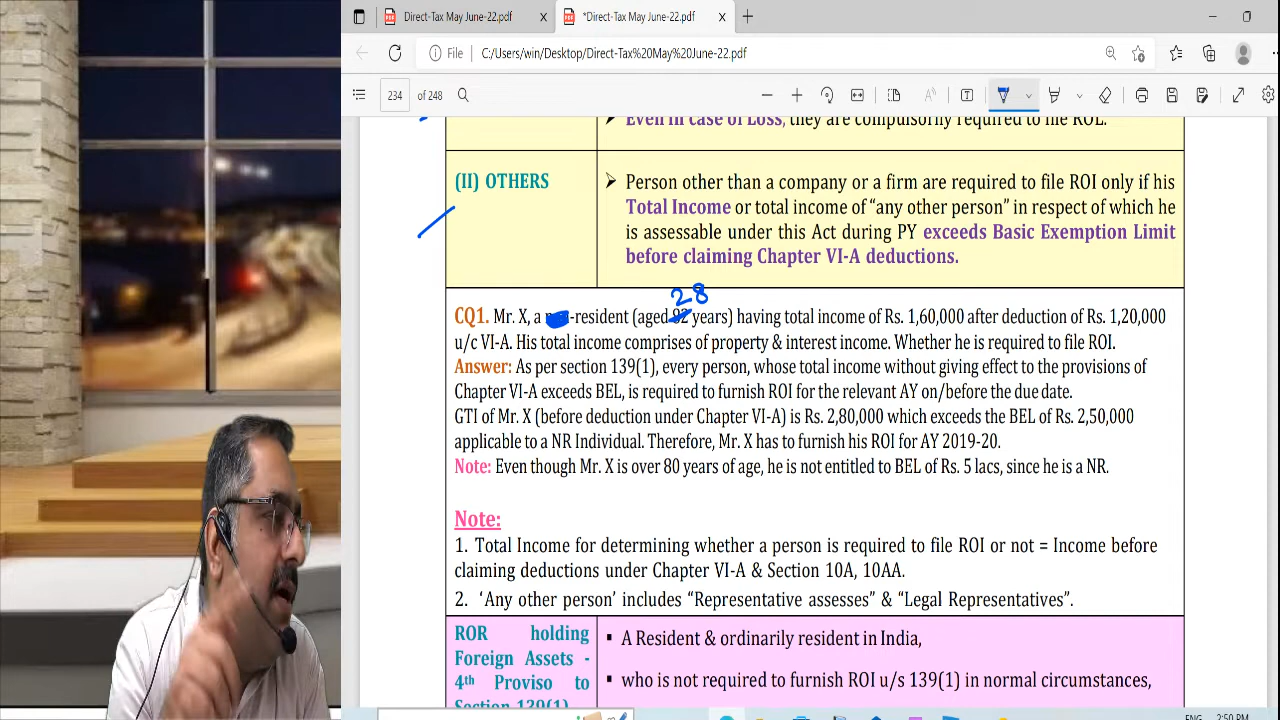 Direct-Tax May June-22.pdf
*Direct-Tax May June-22.pdf
File
C:/Users/win/Desktop/Direct-Tax%20May%20June-22.pdf
234 of 248
Even in case of Loss, they are compulsorily required to file ROI.
(II) OTHERS
Person other than a company or a firm are required to file ROI only if his
Total Income or total income of “any other person” in respect of which he
is assessable under this Act during PY exceeds Basic Exemption Limit
before claiming Chapter VI-A deductions.
28
CQ1. Mr. X, a -resident (aged 92 years) having total income of Rs. 1,60,000 after deduction of Rs. 1,20,000
u/c VI-A. His total income comprises of property & interest income. Whether he is required to file ROI.
Answer: As per section 139(1), every person, whose total income without giving effect to the provisions of
Chapter VI-A exceeds BEL, is required to furnish ROI for the relevant AY on/before the due date.
GTI of Mr. X (before deduction under Chapter VI-A) is Rs. 2,80,000 which exceeds the BEL of Rs. 2,50,000
applicable to a NR Individual. Therefore, Mr. X has to furnish his ROI for AY 2019-20.
Note: Even though Mr. X is over 80 years of age, he is not entitled to BEL of Rs. 5 lacs, since he is a NR.
Note:
1. Total Income for determining whether a person is required to file ROI or not = Income before
claiming deductions under Chapter VI-A & Section 10A, 10AA.
2. ‘Any other person’ includes “Representative assesses” & “Legal Representatives”.
ROR holding
Foreign Assets -
4th Proviso to
Section 139(1)
A Resident & ordinarily resident in India,
who is not required to furnish ROI u/s 139(1) in normal circumstances,
ENG
2:50 PM